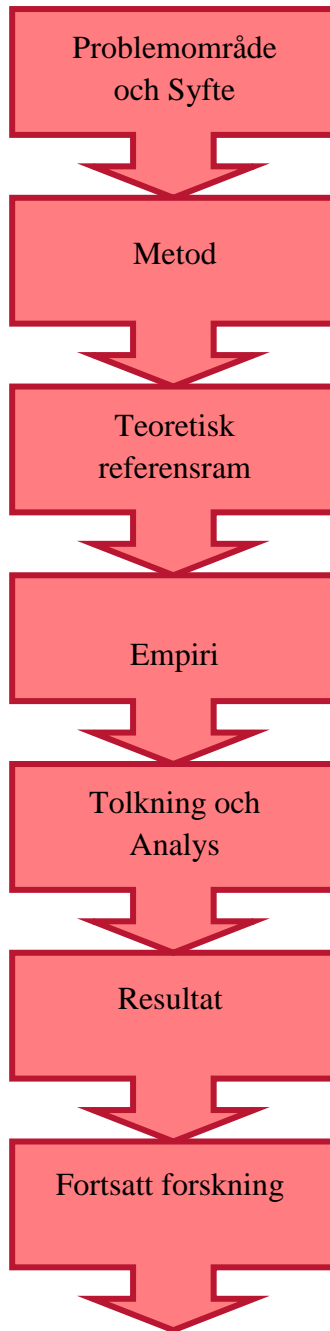 Problemområde
och Syfte
Metod
Teoretisk
referensram
Empiri
Tolkning och
Analys
Resultat
Fortsatt forskning